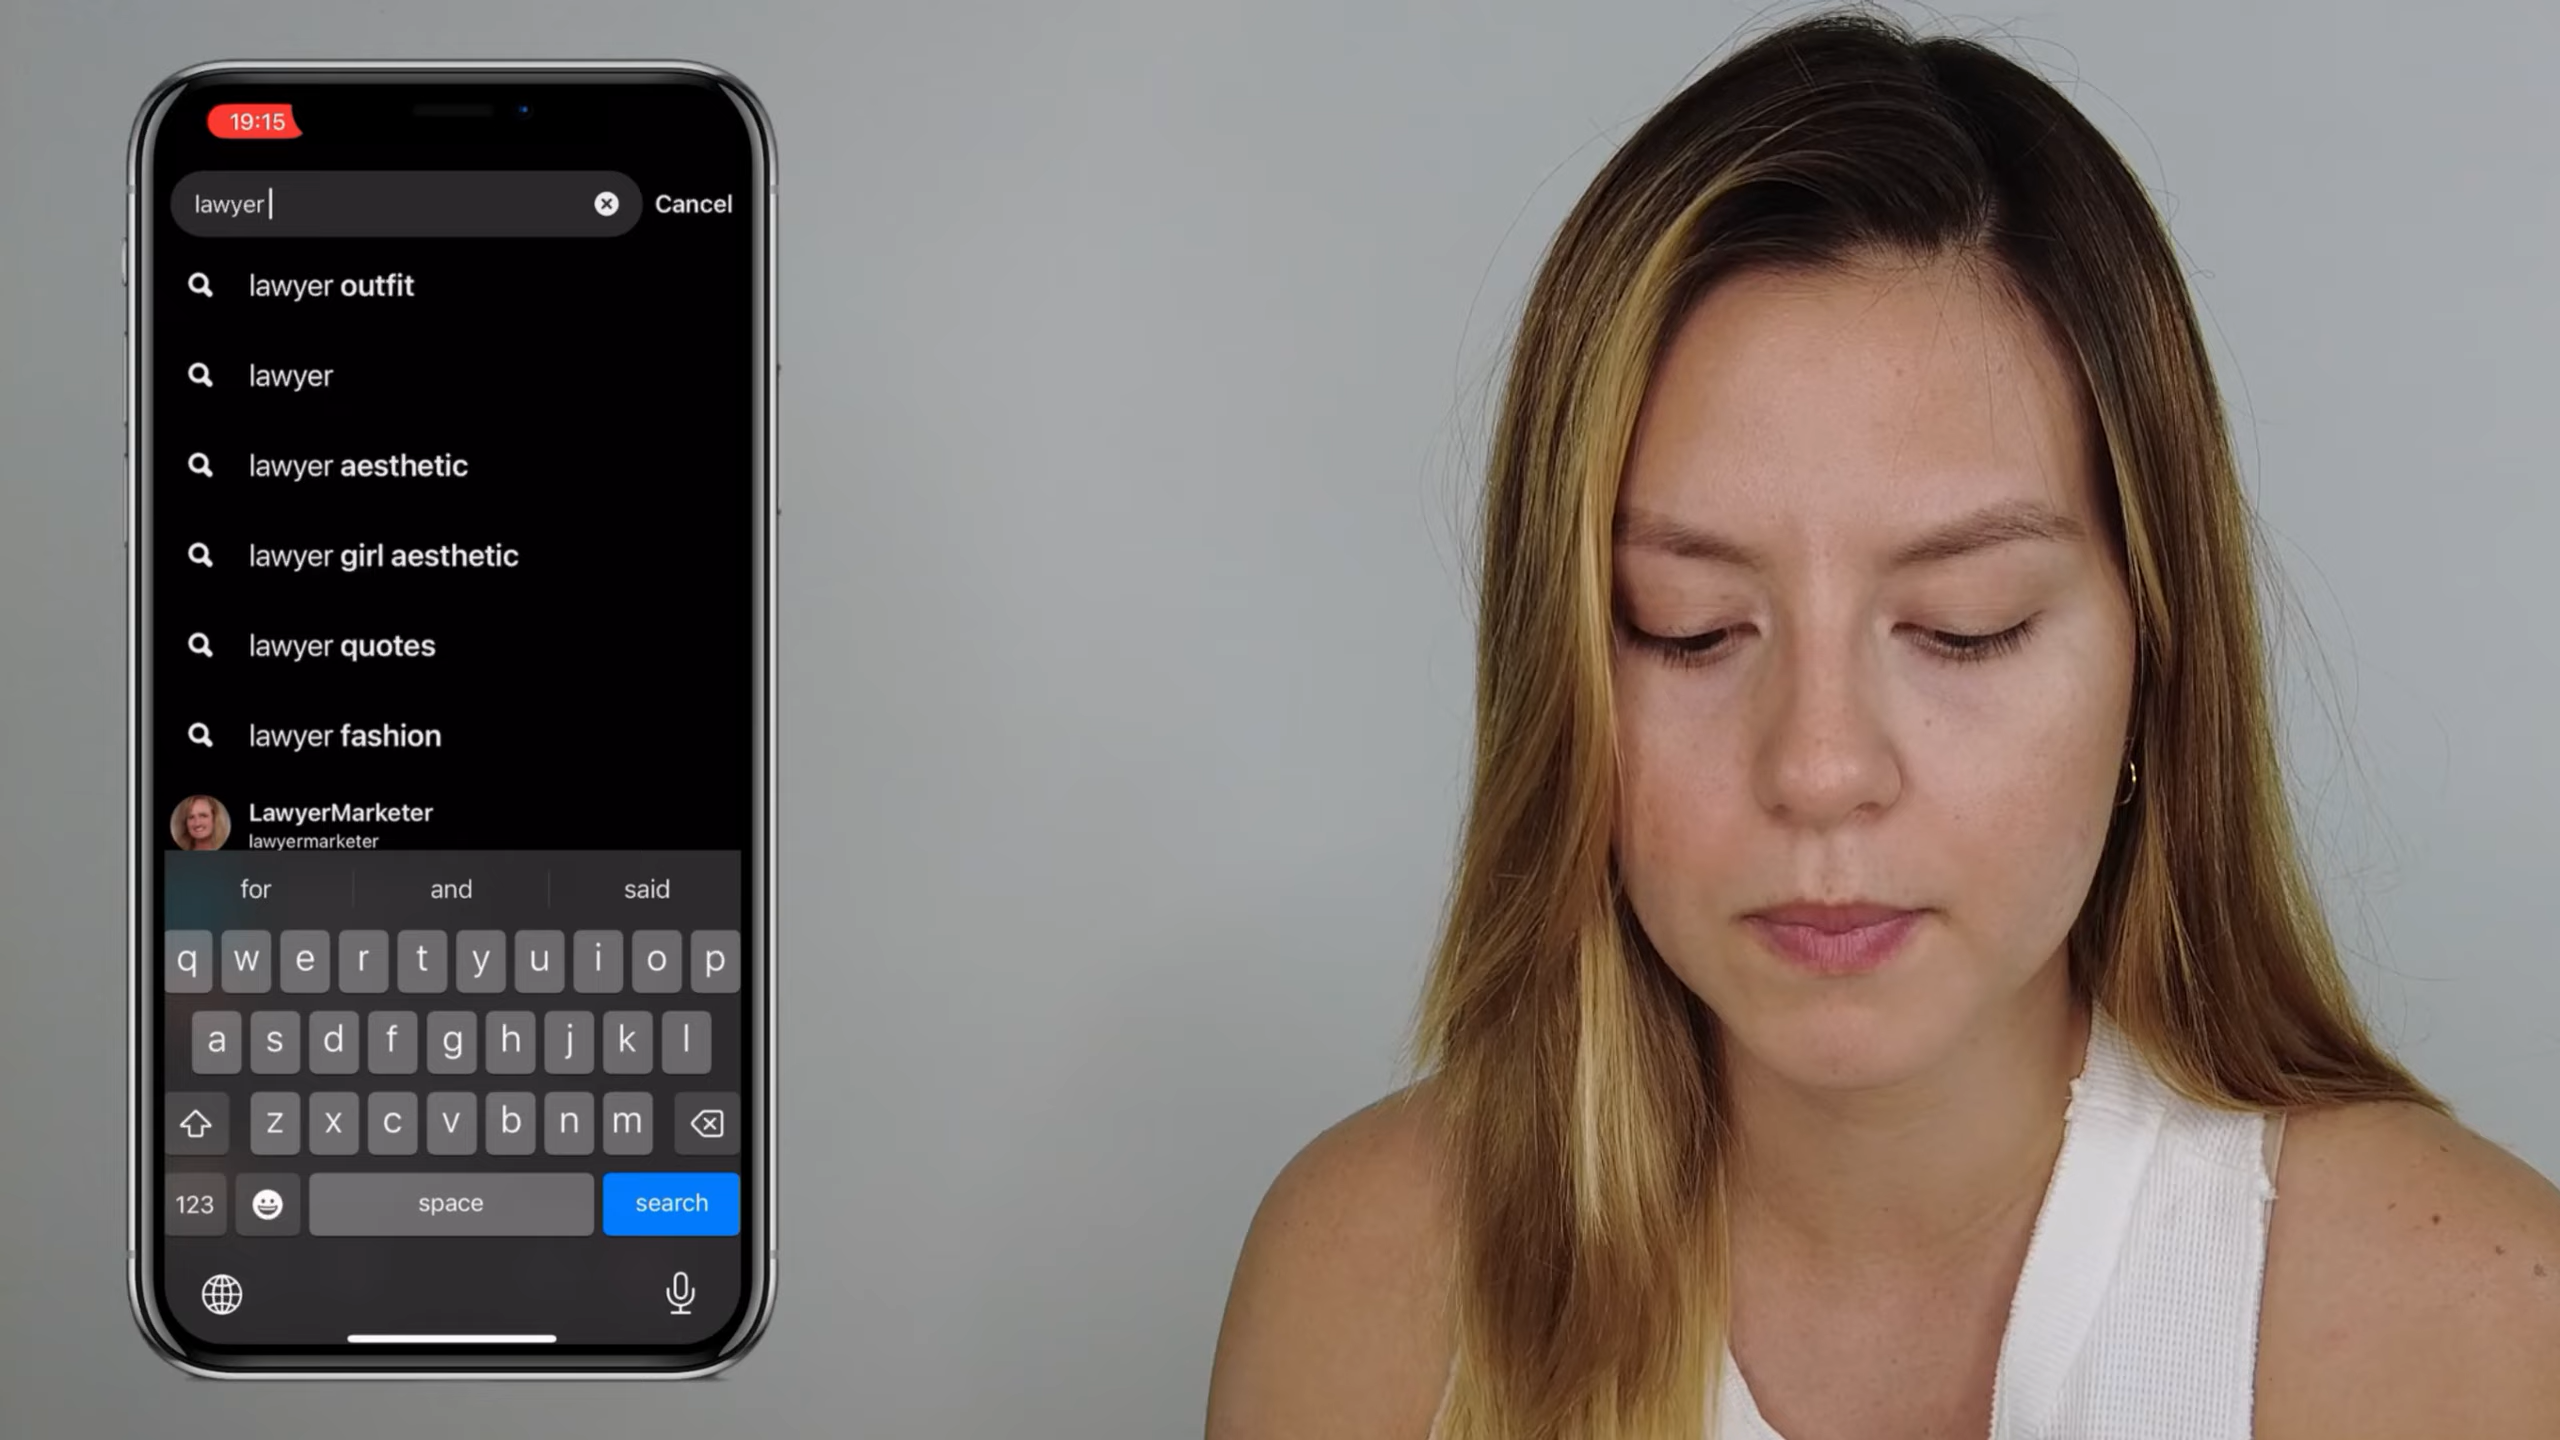 19:15
lawyer
Cancel
lawyer outfit
lawyer
lawyer aesthetic
lawyer girl aesthetic
lawyer quotes
lawyer fashion
LawyerMarketer
lawyermarketer
for and said
q w e r t y u i o p
a s d f g h j k l
z x c v b n m
123 space search